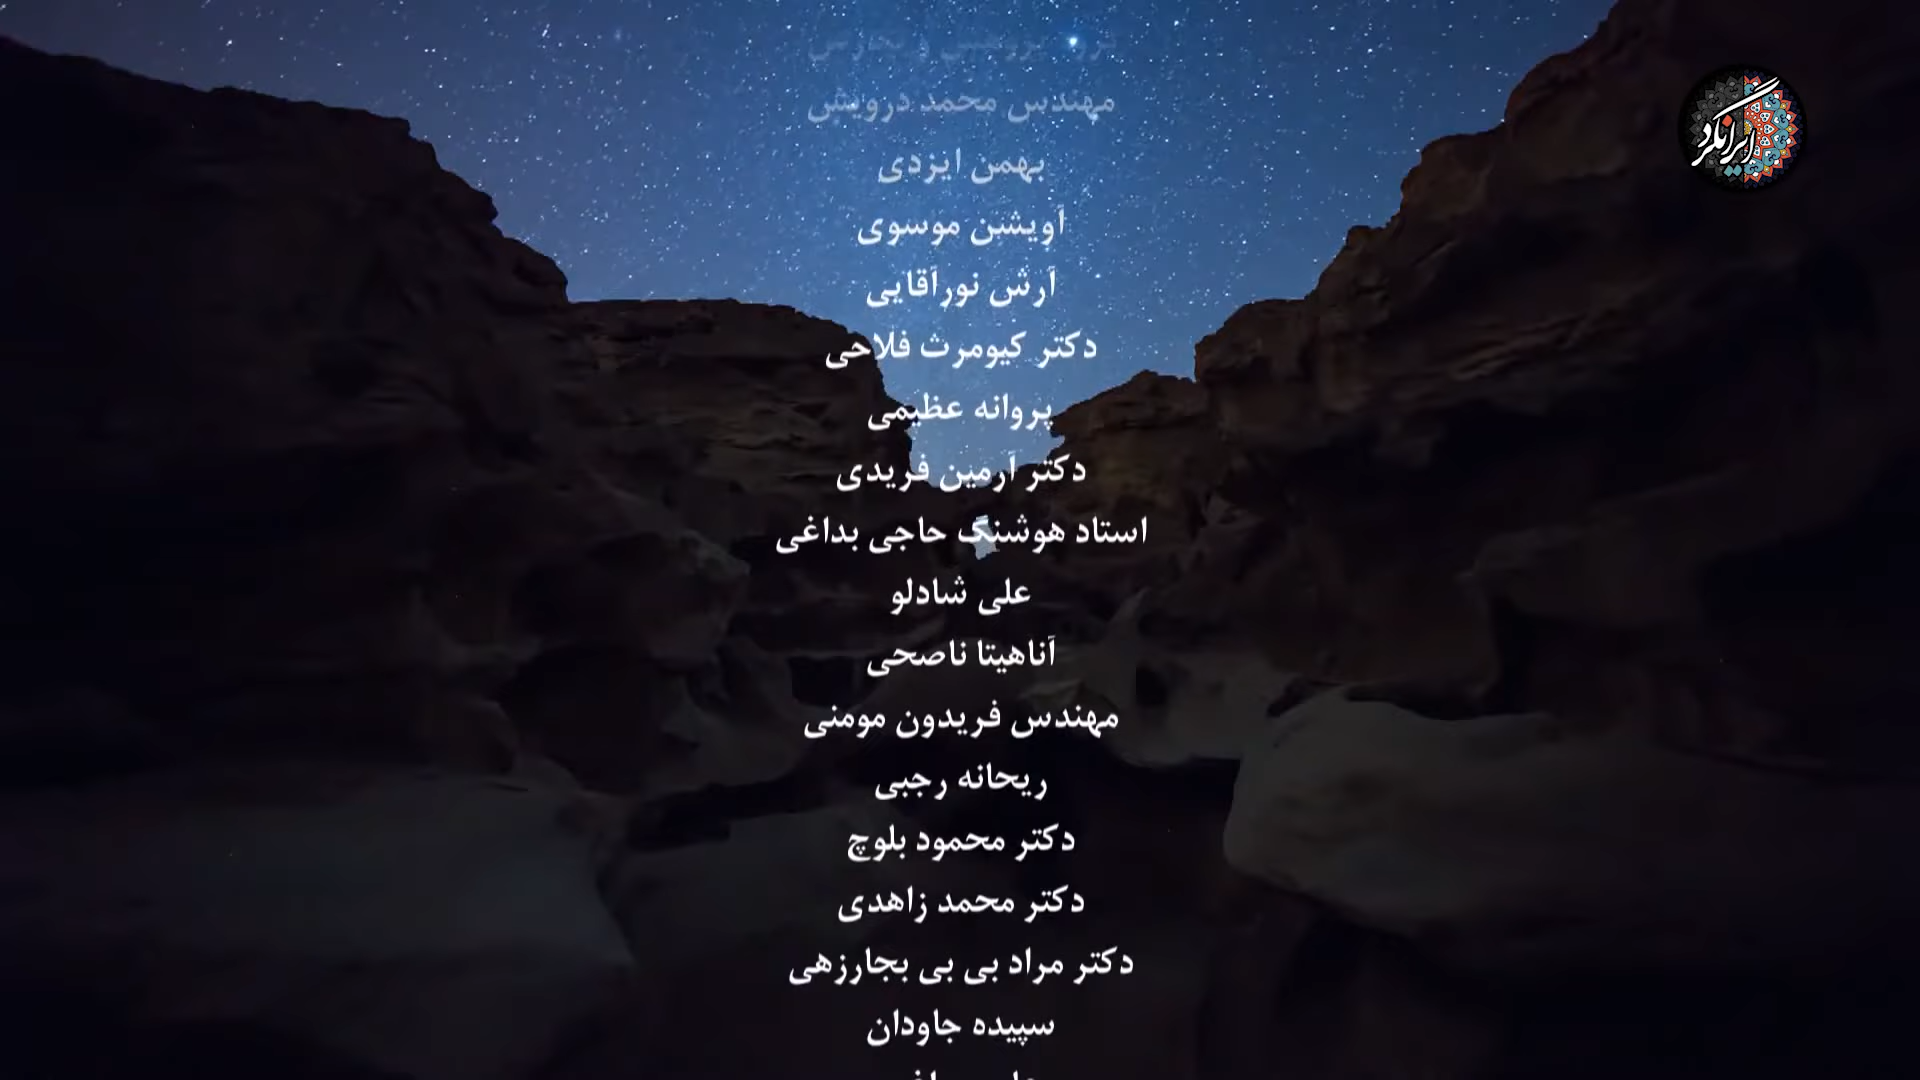 مهندس محمد درویش
بهمن ایزدی
آویشن موسوی
آرش نورآقایی
دکتر کیومرث فلاحی
پروانه عظیمی
دکتر آرمین فریدی
استاد هوشنگ حاجی بداغی
علی شادلو
آناهیتا ناصحی
مهندس فریدون مومنی
ریحانه رجبی
دکتر محمود بلوچ
دکتر محمد زاهدی
دکتر مراد بی بی بجارزهی
سپیده جاودان
ایرانگرد